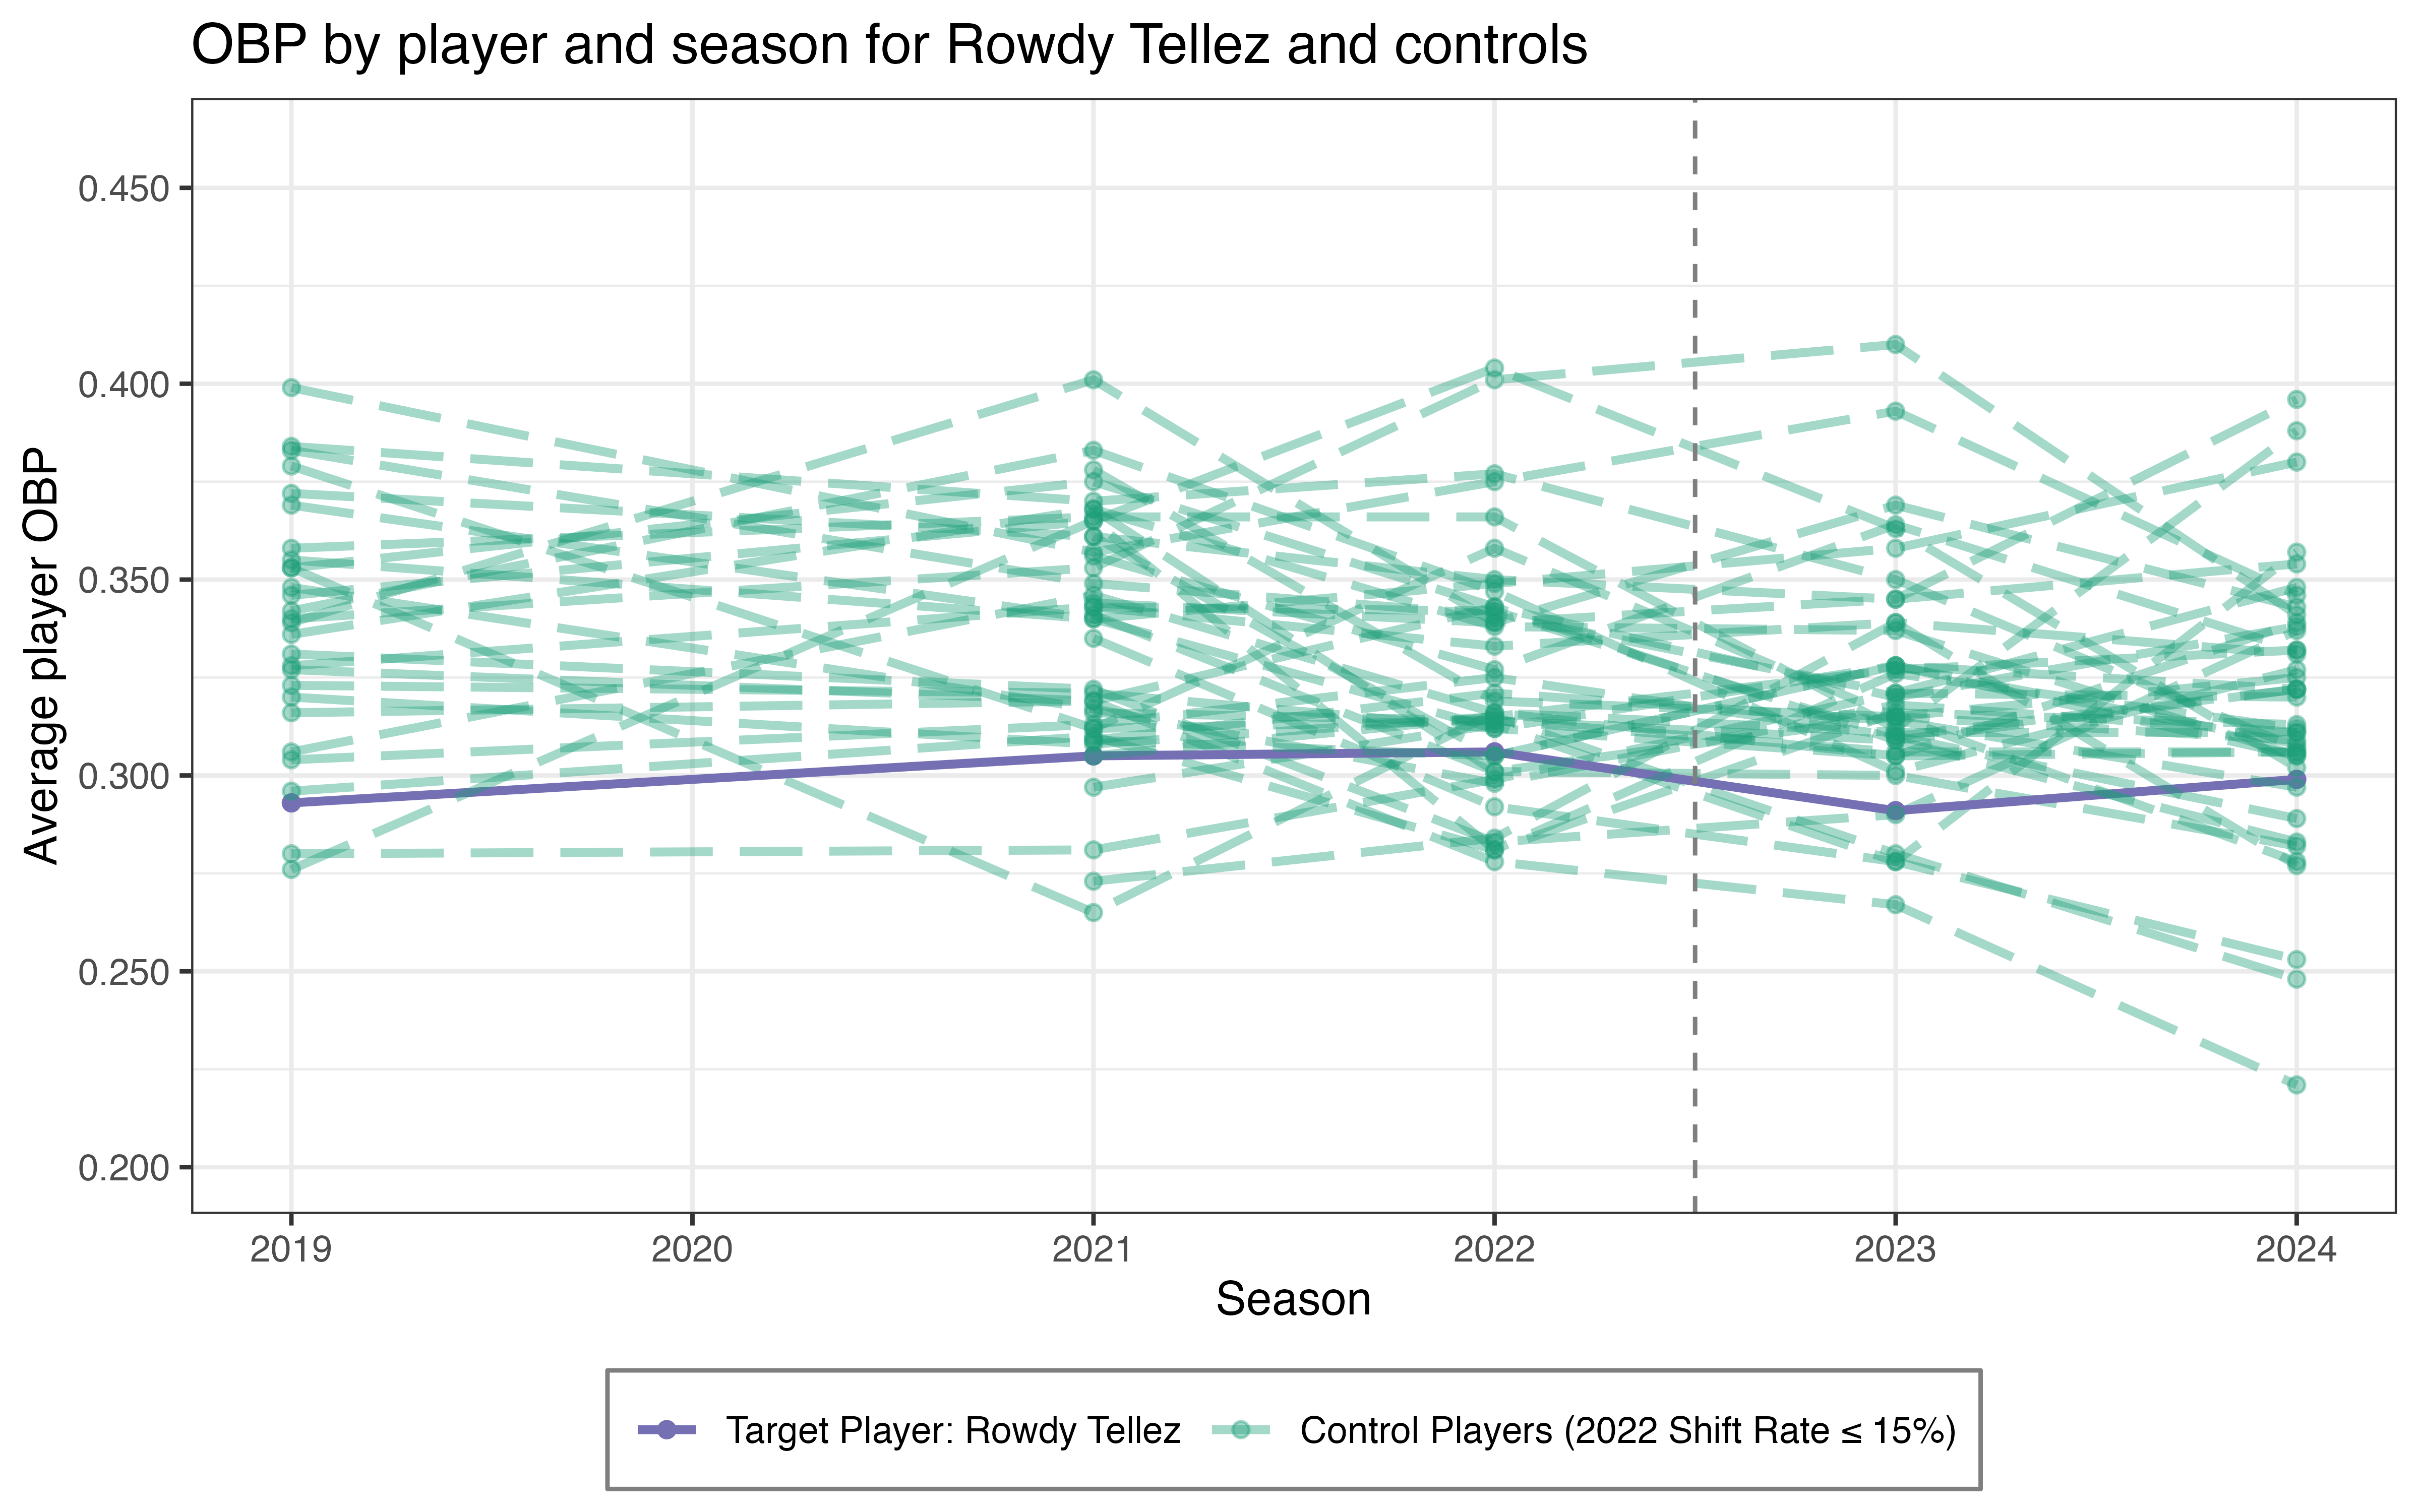 OBP by player and season for Rowdy Tellez and controls
Average player OBP
0.450
0.400
0.350
0.300
0.250
0.200
2019 2020 2021 2022 2023 2024
Season
Target Player: Rowdy Tellez Control Players (2022 Shift Rate ≤ 15%)